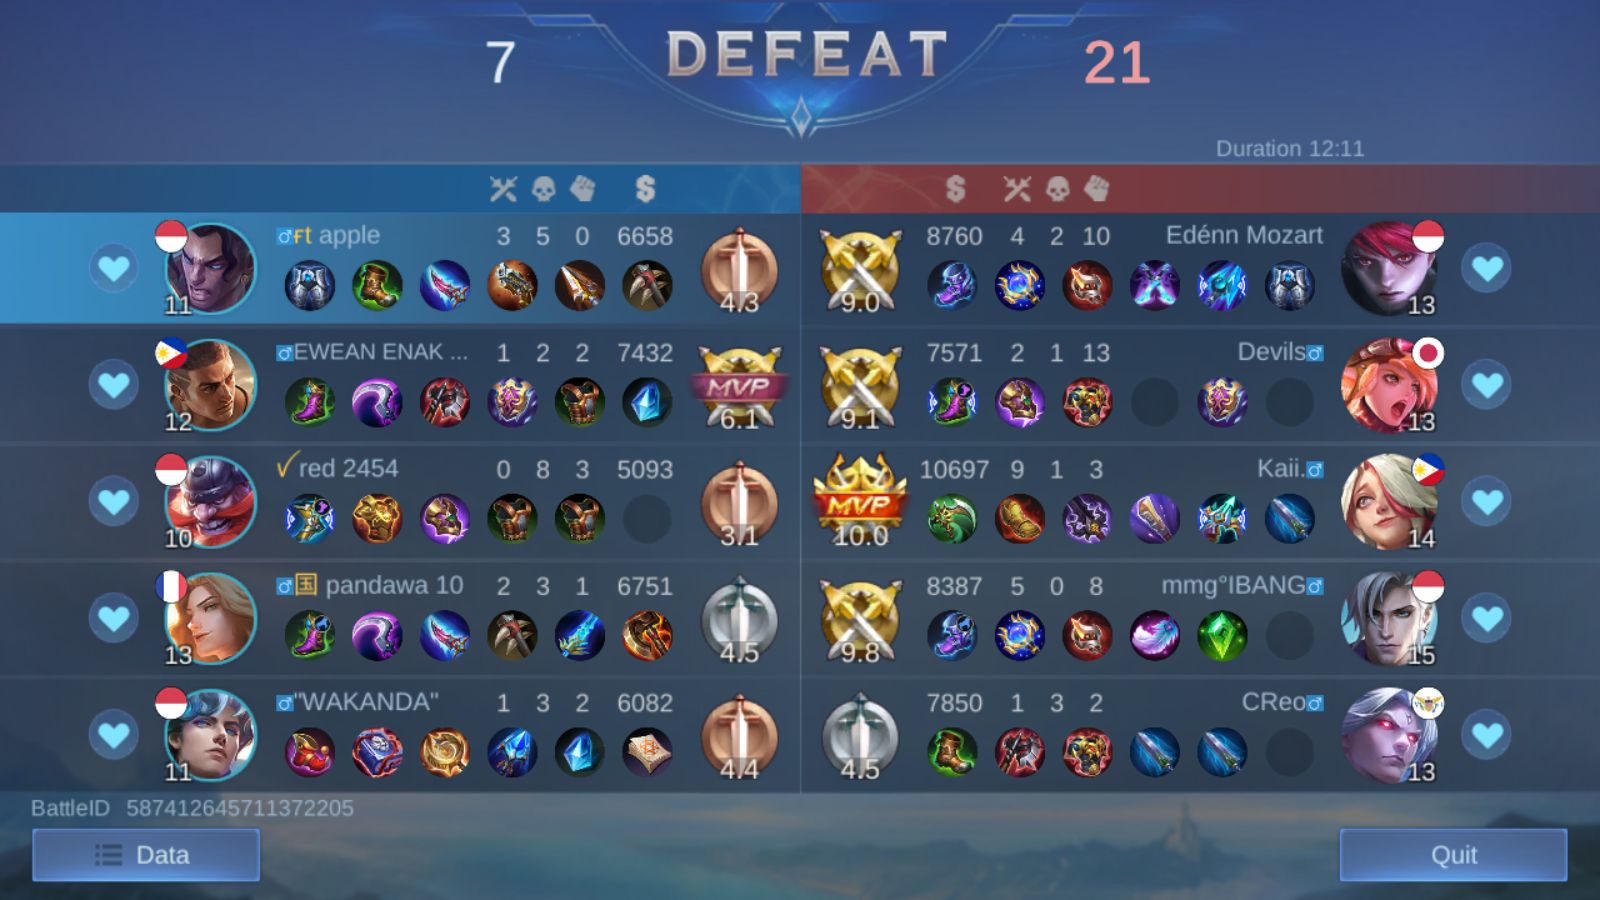 7 DEFEAT 21
Duration 12:11
♂Ft apple 3 5 0 6658
11 4.3
9.0 8760 4 2 10 Edénn Mozart
13
♂EWEAN ENAK ... 1 2 2 7432
12 MVP 6.1
9.1 7571 2 1 13 Devils♂
13
✓red 2454 0 8 3 5093
10 3.1
MVP 10.0 10697 9 1 3 Kaii.♂
14
♂国 pandawa 10 2 3 1 6751
13 4.5
9.8 8387 5 0 8 mmg°IBANG♂
15
♂"WAKANDA" 1 3 2 6082
11 4.4
4.5 7850 1 3 2 CReo♂
13
BattleID 587412645711372205
Data
Quit